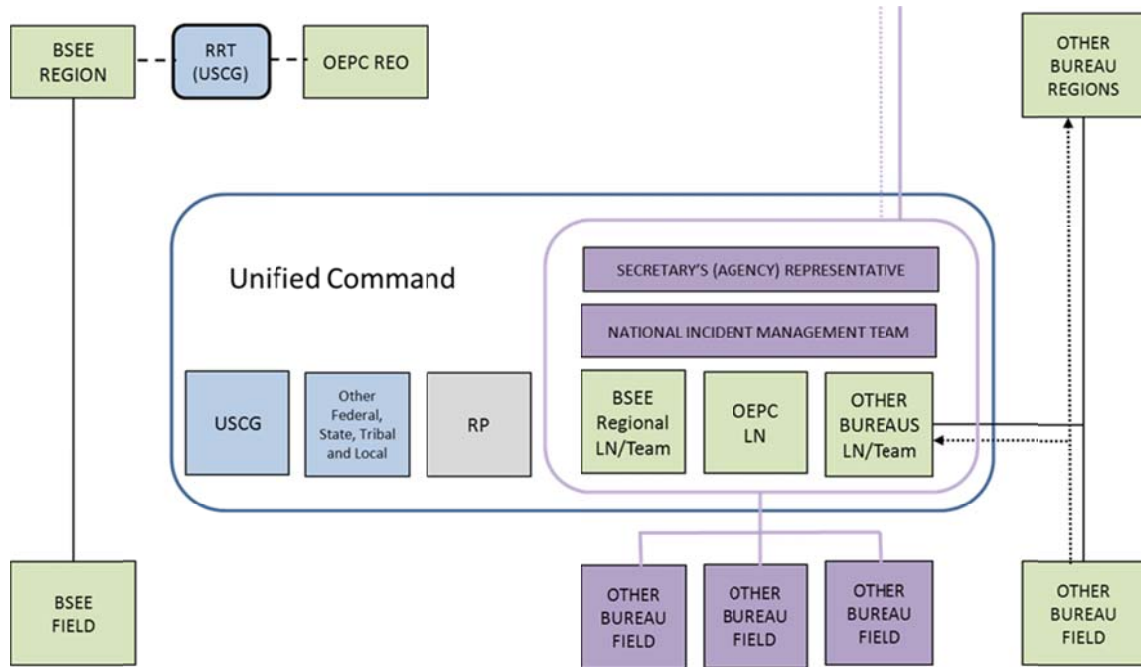 BSEE
REGION
RRT
(USCG)
OEPC REO
OTHER
BUREAU
REGIONS
Unified Command
SECRETARY'S (AGENCY) REPRESENTATIVE
NATIONAL INCIDENT MANAGEMENT TEAM
USCG
Other
Federal,
State, Tribal
and Local
RP
BSEE
Regional
LN/Team
OEPC
LN
OTHER
BUREAUS
LN/Team
BSEE
FIELD
OTHER
BUREAU
FIELD
OTHER
BUREAU
FIELD
OTHER
BUREAU
FIELD
OTHER
BUREAU
FIELD